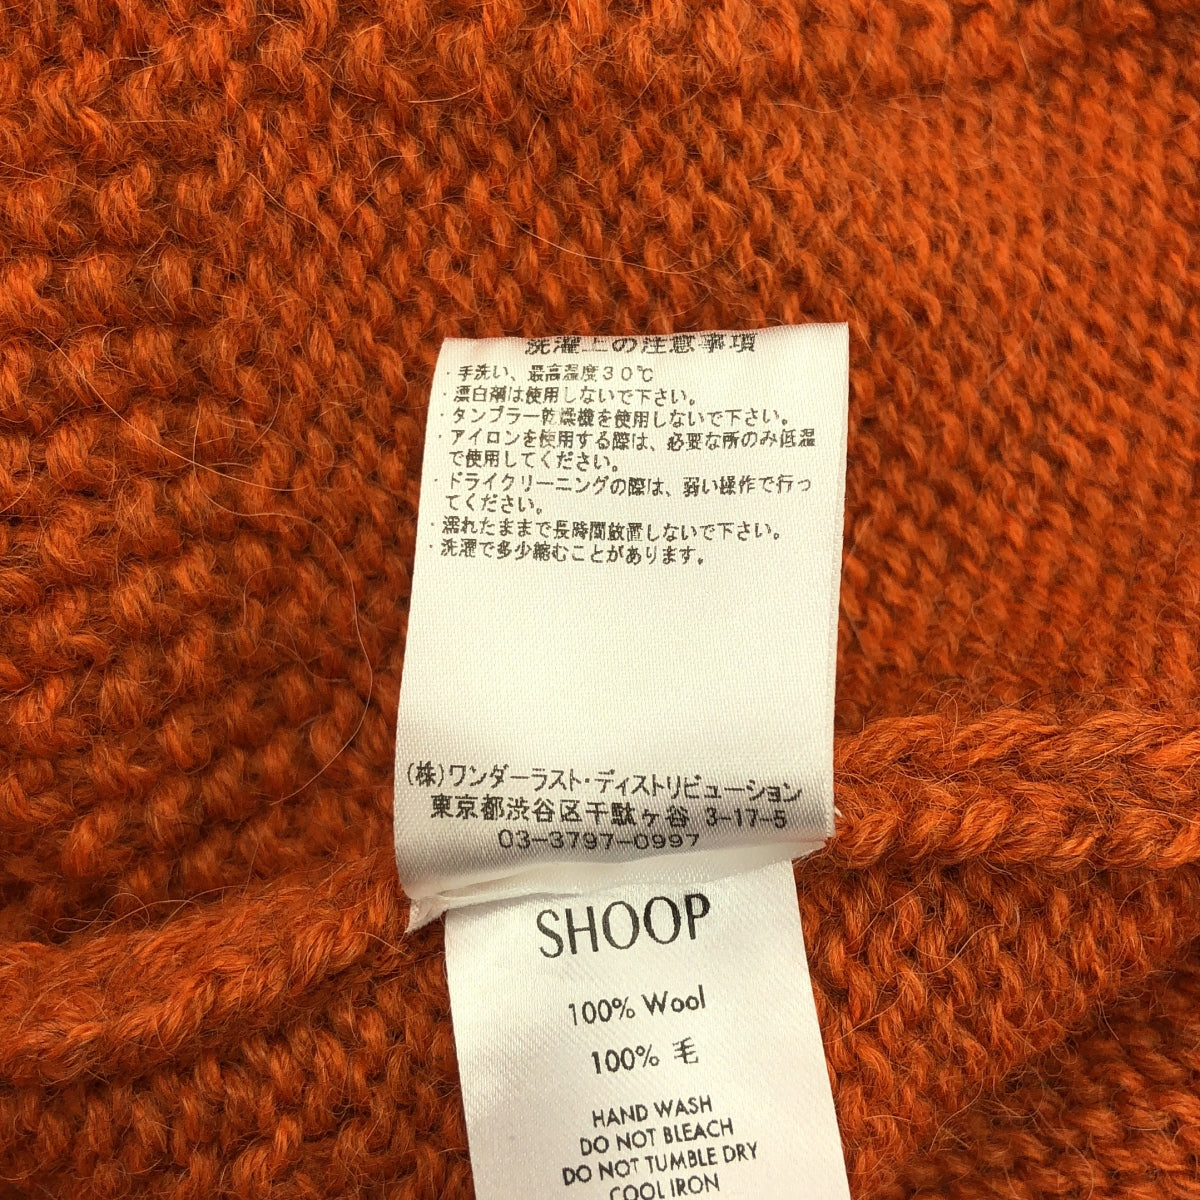 洗濯上の注意事項
・手洗い、最高温度30℃
・漂白剤は使用しないで下さい。
・タンブラー乾燥機を使用しないで下さい。
・アイロンを使用する際は、必要な所のみ低温
で使用してください。
・ドライクリーニングの際は、弱い操作で行っ
てください。
・濡れたままで長時間放置しないで下さい。
・洗濯で多少縮むことがあります。
(株)ワンダーラスト・ディストリビューション
東京都渋谷区千駄ヶ谷 3-17-5
03-3797-0997
SHOOP
100% Wool
100% 毛
HAND WASH
DO NOT BLEACH
DO NOT TUMBLE DRY
COOL IRON